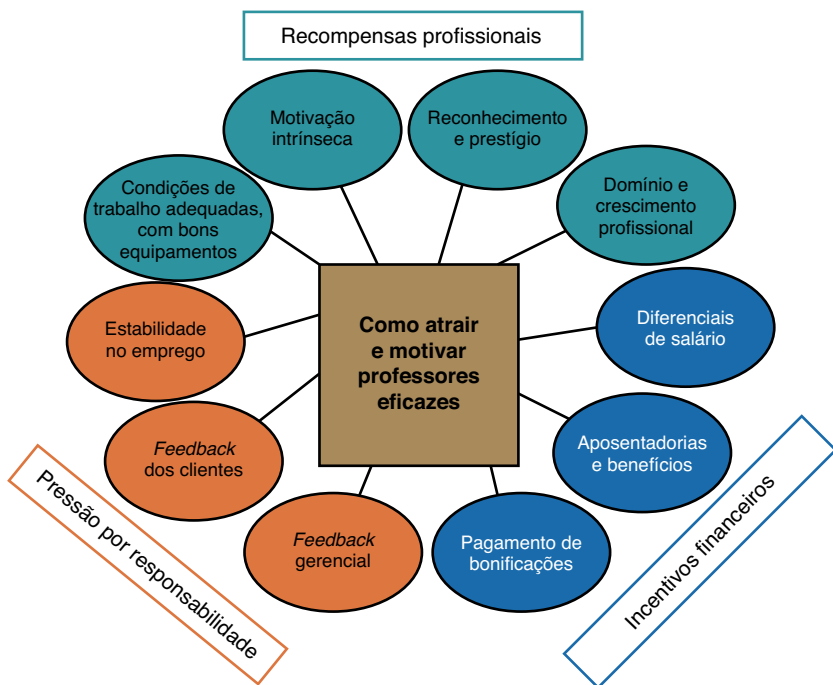 Recompensas profissionais
Motivação
intrínseca
Reconhecimento
e prestígio
Condições de
trabalho adequadas,
com bons
equipamentos
Domínio e
crescimento
profissional
Estabilidade
no emprego
Como atrair
e motivar
professores
eficazes
Diferenciais
de salário
Feedback
dos clientes
Aposentadorias
e benefícios
Feedback
gerencial
Pagamento de
bonificações
Pressão por responsabilidade
Incentivos financeiros